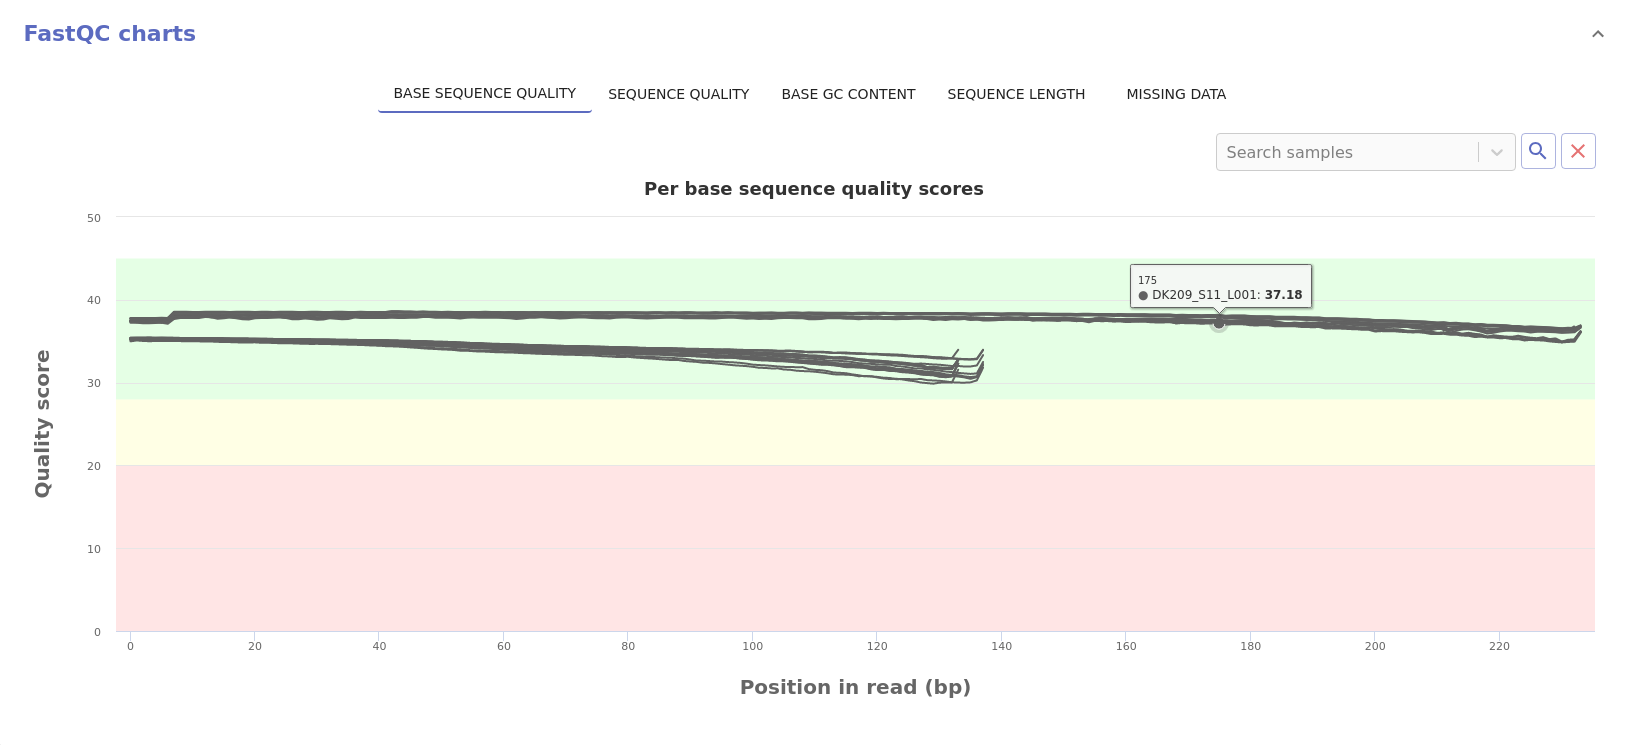 FastQC charts
BASE SEQUENCE QUALITY
SEQUENCE QUALITY
BASE GC CONTENT
SEQUENCE LENGTH
MISSING DATA
Search samples
Per base sequence quality scores
Quality score
50
40
30
20
10
0
175
DK209_S11_L001: 37.18
0
20
40
60
80
100
120
140
160
180
200
220
Position in read (bp)